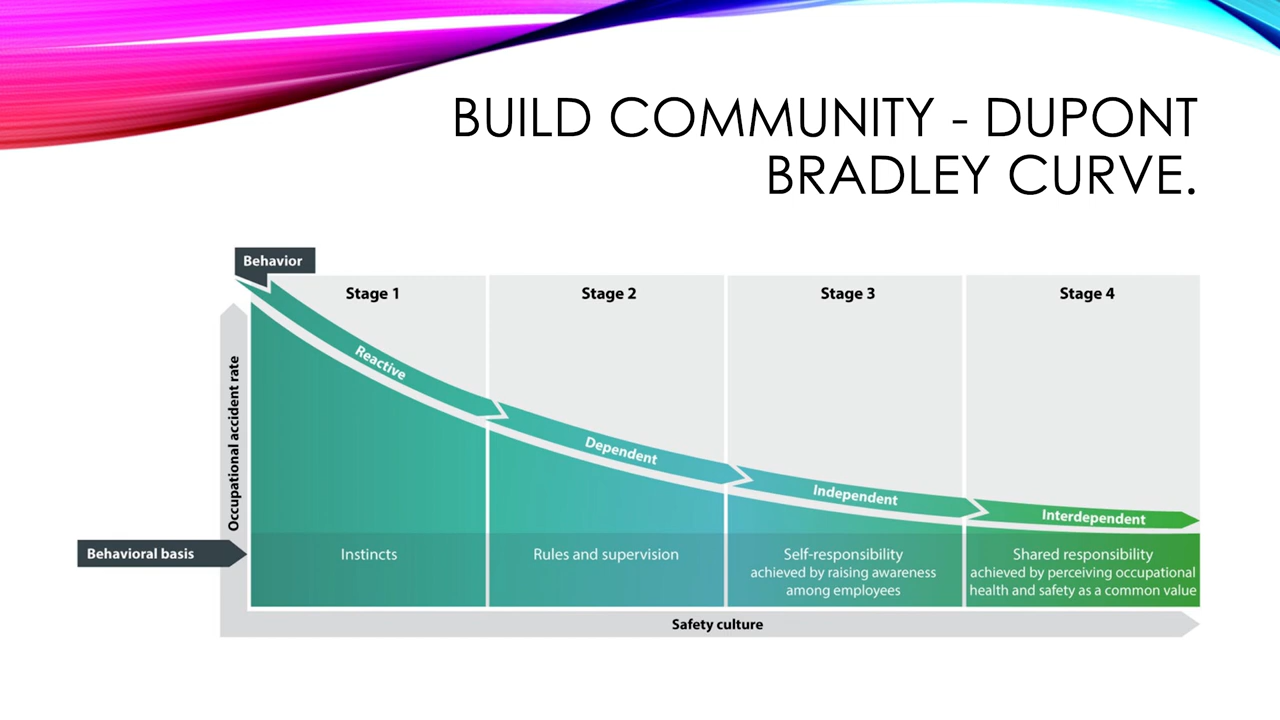 BUILD COMMUNITY - DUPONT
BRADLEY CURVE.
Behavior
Stage 1
Stage 2
Stage 3
Stage 4
Reactive
Dependent
Independent
Interdependent
Occupational accident rate
Behavioral basis
Instincts
Rules and supervision
Self-responsibility
achieved by raising awareness
among employees
Shared responsibility
achieved by perceiving occupational
health and safety as a common value
Safety culture